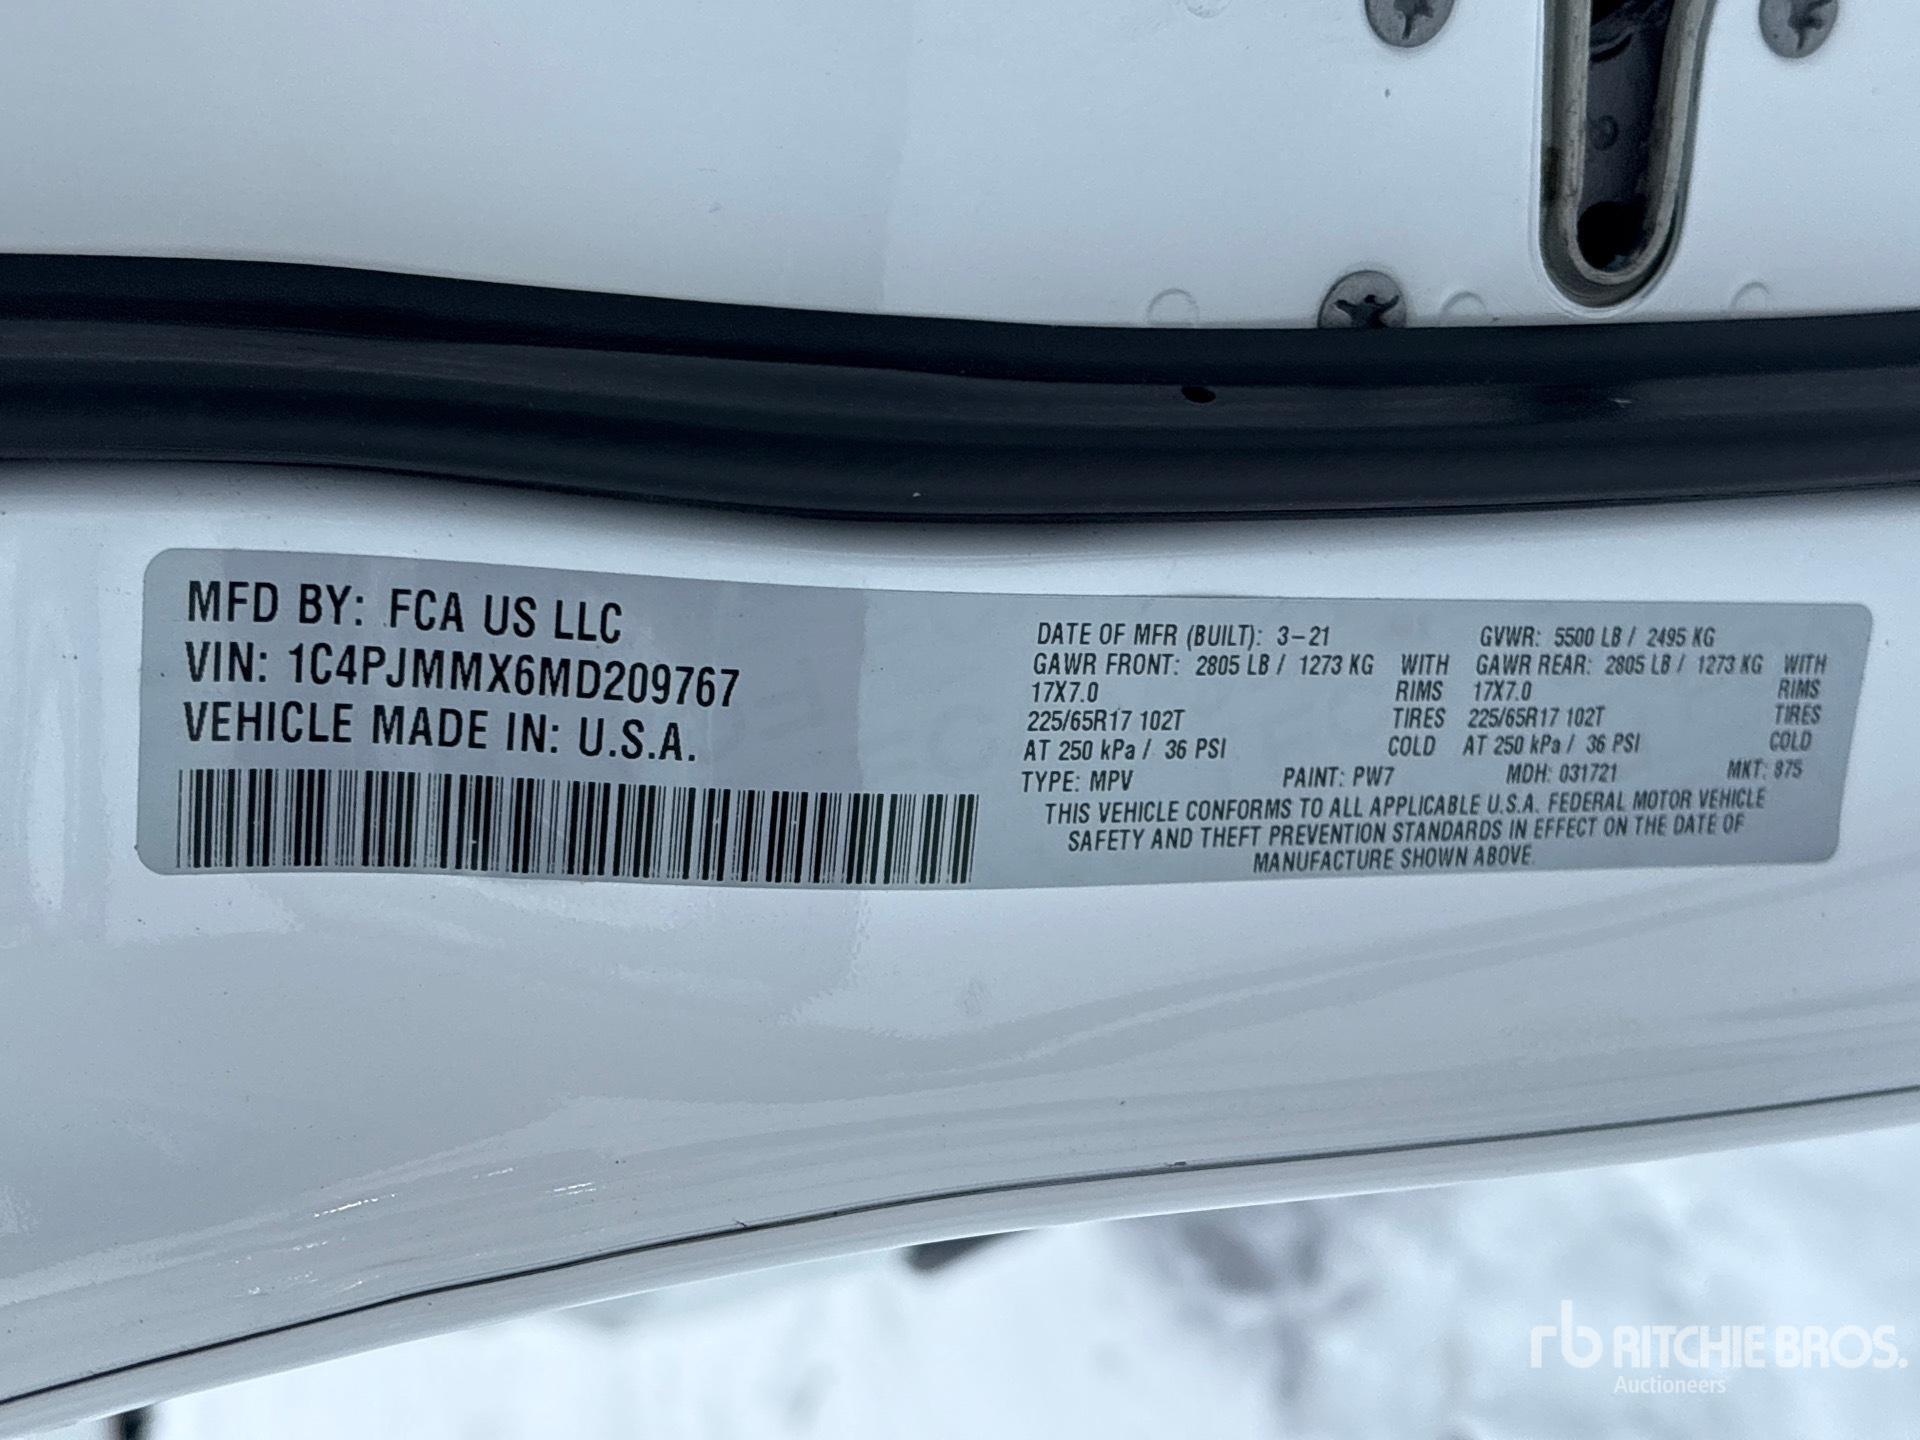 MFD BY: FCA US LLC
VIN: 1C4PJMMX6MD209767
VEHICLE MADE IN: U.S.A.
DATE OF MFR (BUILT): 3-21 GVWR: 5500 LB / 2495 KG
GAWR FRONT: 2805 LB / 1273 KG WITH GAWR REAR: 2805 LB / 1273 KG WITH
17X7.0 RIMS 17X7.0 RIMS
225/65R17 102T TIRES 225/65R17 102T TIRES
AT 250 kPa / 36 PSI COLD AT 250 kPa / 36 PSI COLD
TYPE: MPV PAINT: PW7 MDH: 031721 MKT: 875
THIS VEHICLE CONFORMS TO ALL APPLICABLE U.S.A. FEDERAL MOTOR VEHICLE
SAFETY AND THEFT PREVENTION STANDARDS IN EFFECT ON THE DATE OF
MANUFACTURE SHOWN ABOVE.
rb RITCHIE BROS.
Auctioneers